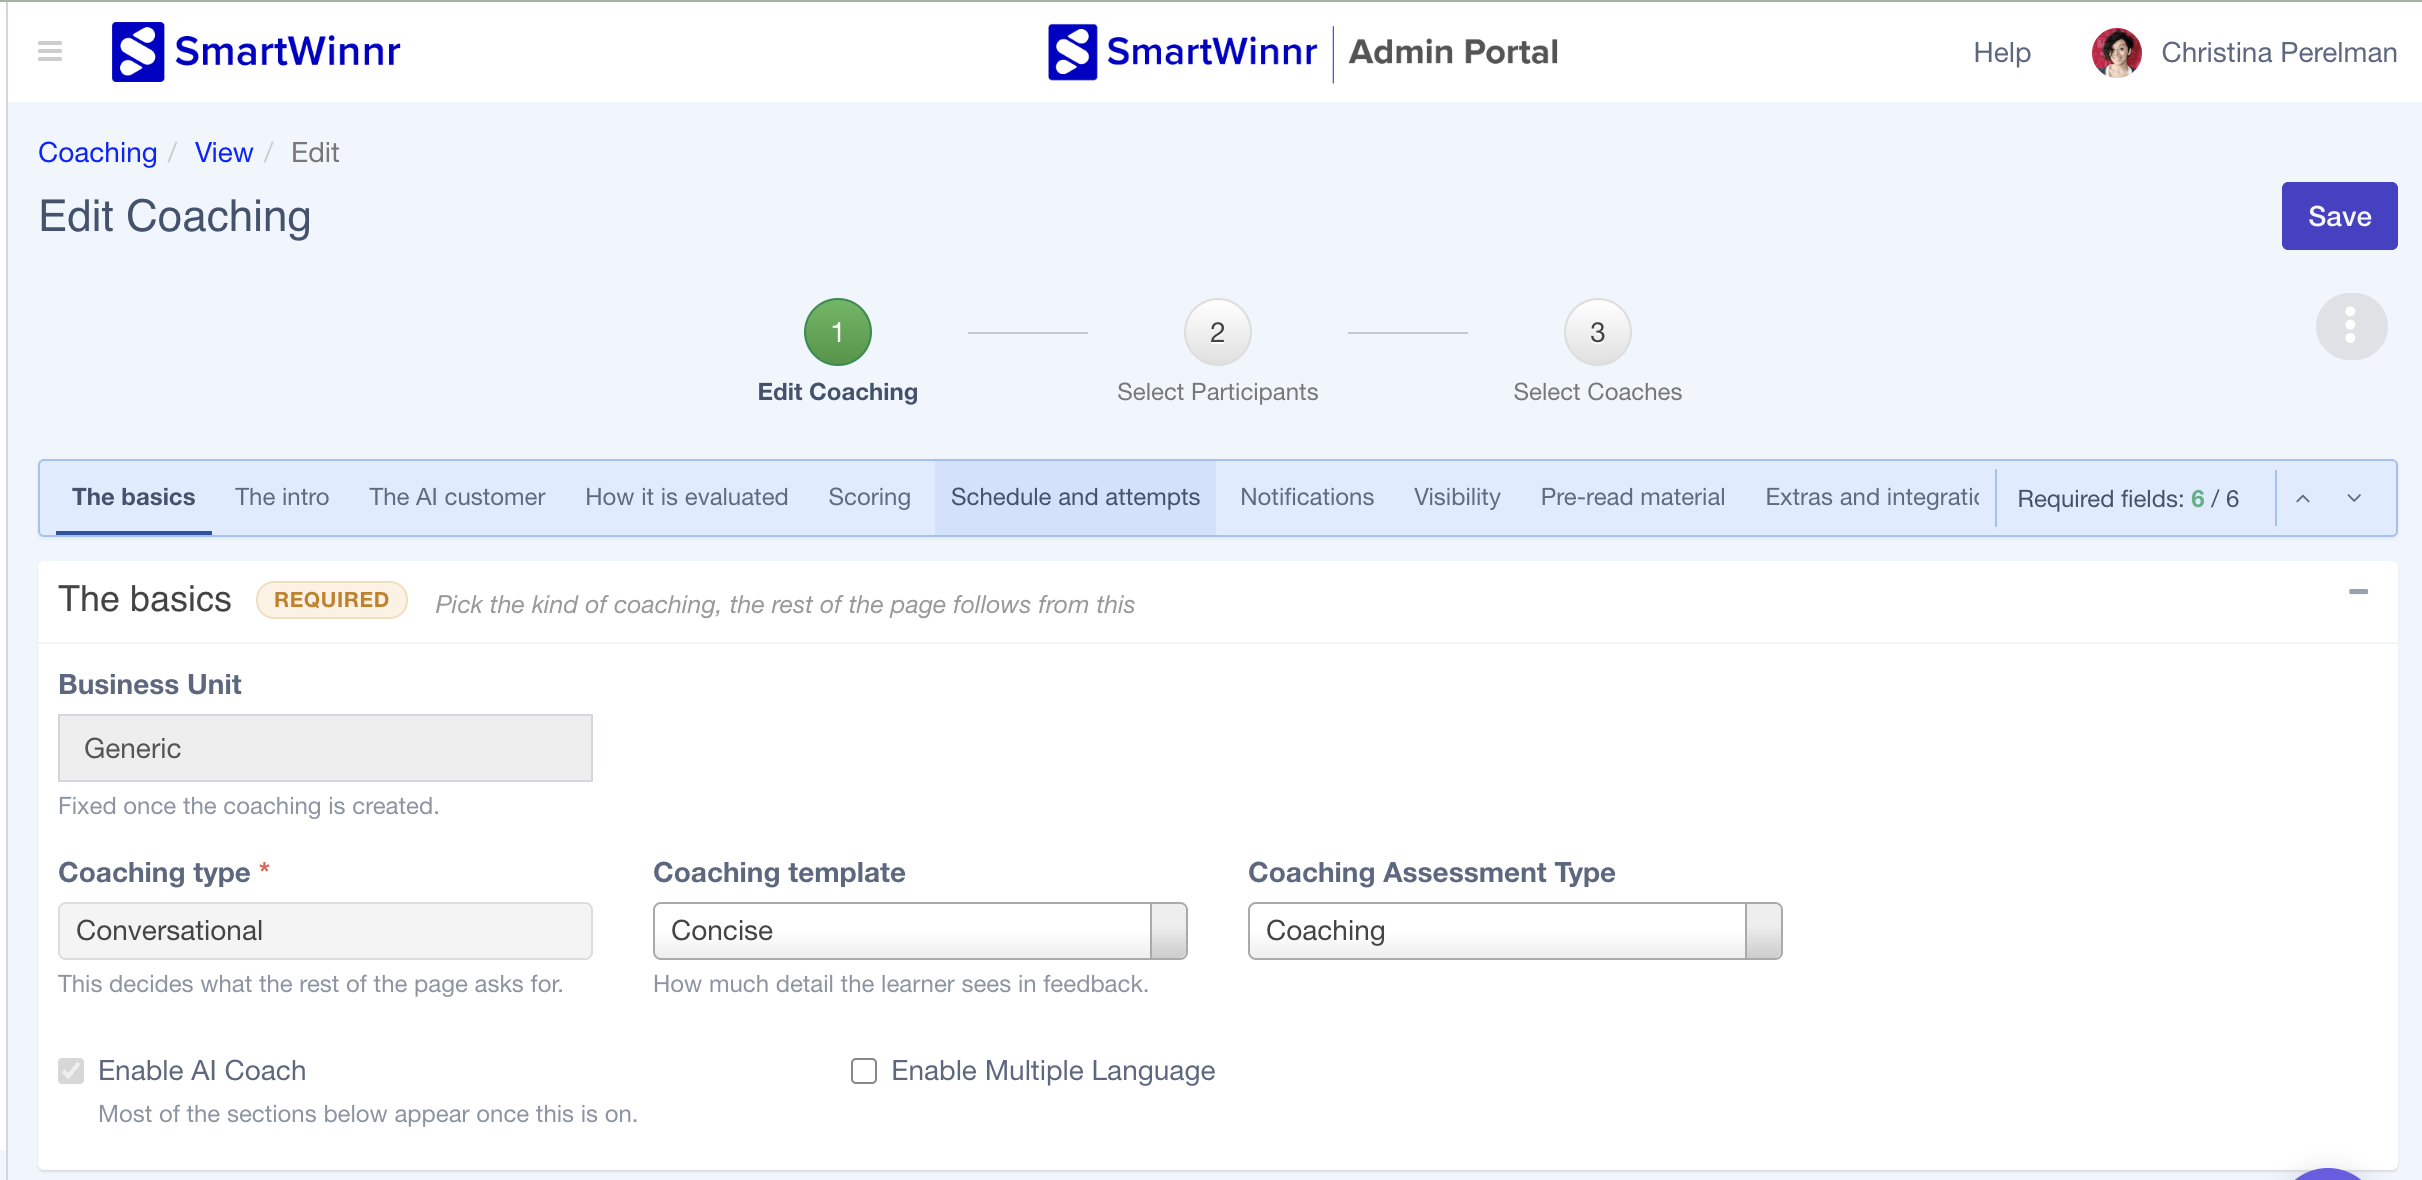 SmartWinnr
SmartWinnr | Admin Portal
Help
Christina Perelman
Coaching / View / Edit
Edit Coaching
Save
1
2
3
Edit Coaching
Select Participants
Select Coaches
The basics
The intro
The AI customer
How it is evaluated
Scoring
Schedule and attempts
Notifications
Visibility
Pre-read material
Extras and integratic
Required fields: 6 / 6
The basics
REQUIRED
Pick the kind of coaching, the rest of the page follows from this
Business Unit
Generic
Fixed once the coaching is created.
Coaching type *
Conversational
This decides what the rest of the page asks for.
Coaching template
Concise
How much detail the learner sees in feedback.
Coaching Assessment Type
Coaching
Enable AI Coach
Most of the sections below appear once this is on.
Enable Multiple Language